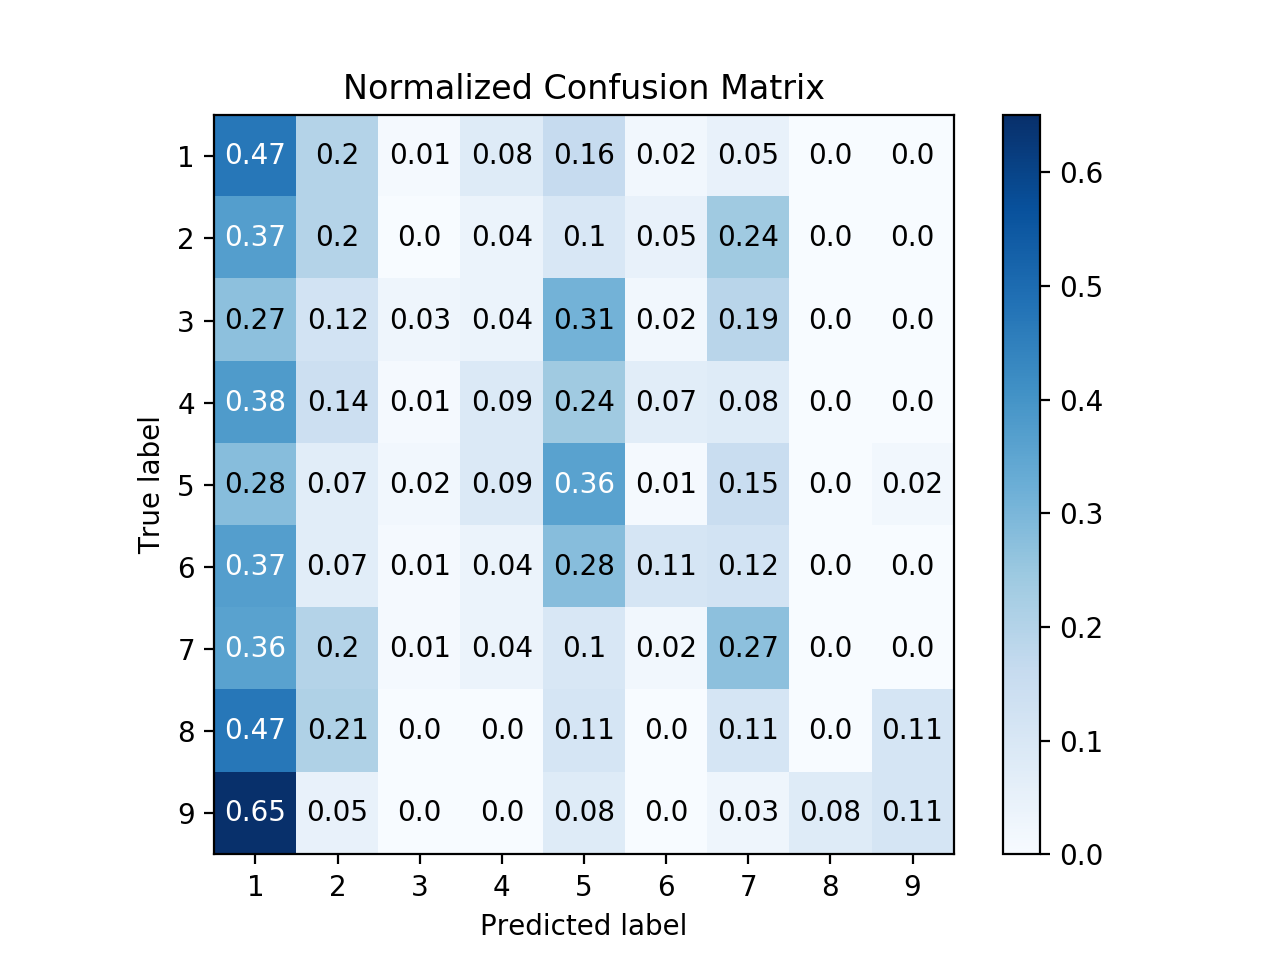 Normalized Confusion Matrix
1 0.47 0.2 0.01 0.08 0.16 0.02 0.05 0.0 0.0
2 0.37 0.2 0.0 0.04 0.1 0.05 0.24 0.0 0.0
3 0.27 0.12 0.03 0.04 0.31 0.02 0.19 0.0 0.0
4 0.38 0.14 0.01 0.09 0.24 0.07 0.08 0.0 0.0
5 0.28 0.07 0.02 0.09 0.36 0.01 0.15 0.0 0.02
6 0.37 0.07 0.01 0.04 0.28 0.11 0.12 0.0 0.0
7 0.36 0.2 0.01 0.04 0.1 0.02 0.27 0.0 0.0
8 0.47 0.21 0.0 0.0 0.11 0.0 0.11 0.0 0.11
9 0.65 0.05 0.0 0.0 0.08 0.0 0.03 0.08 0.11
1 2 3 4 5 6 7 8 9
Predicted label
True label
0.6
0.5
0.4
0.3
0.2
0.1
0.0